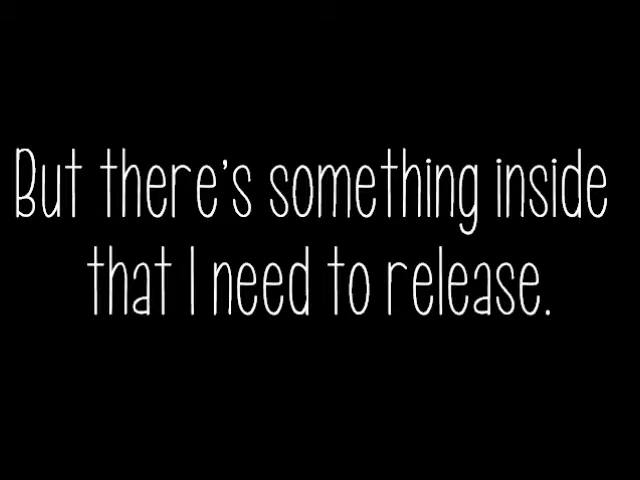 But there's something inside
that I need to release.